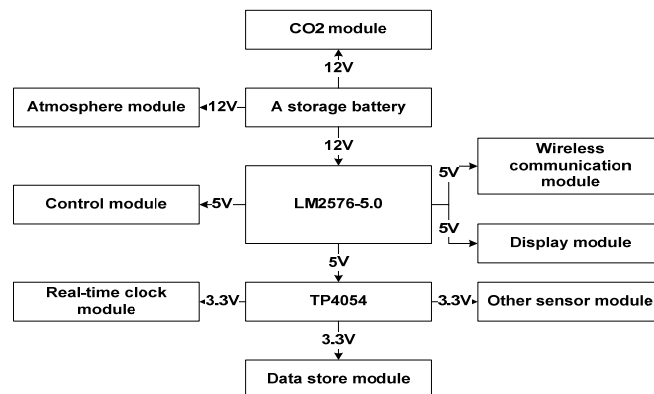 CO2 module
12V
Atmosphere module
12V
A storage battery
12V
Wireless
communication
module
5V
Control module
5V
LM2576-5.0
5V
Display module
5V
Real-time clock
module
3.3V
TP4054
3.3V
Other sensor module
3.3V
Data store module